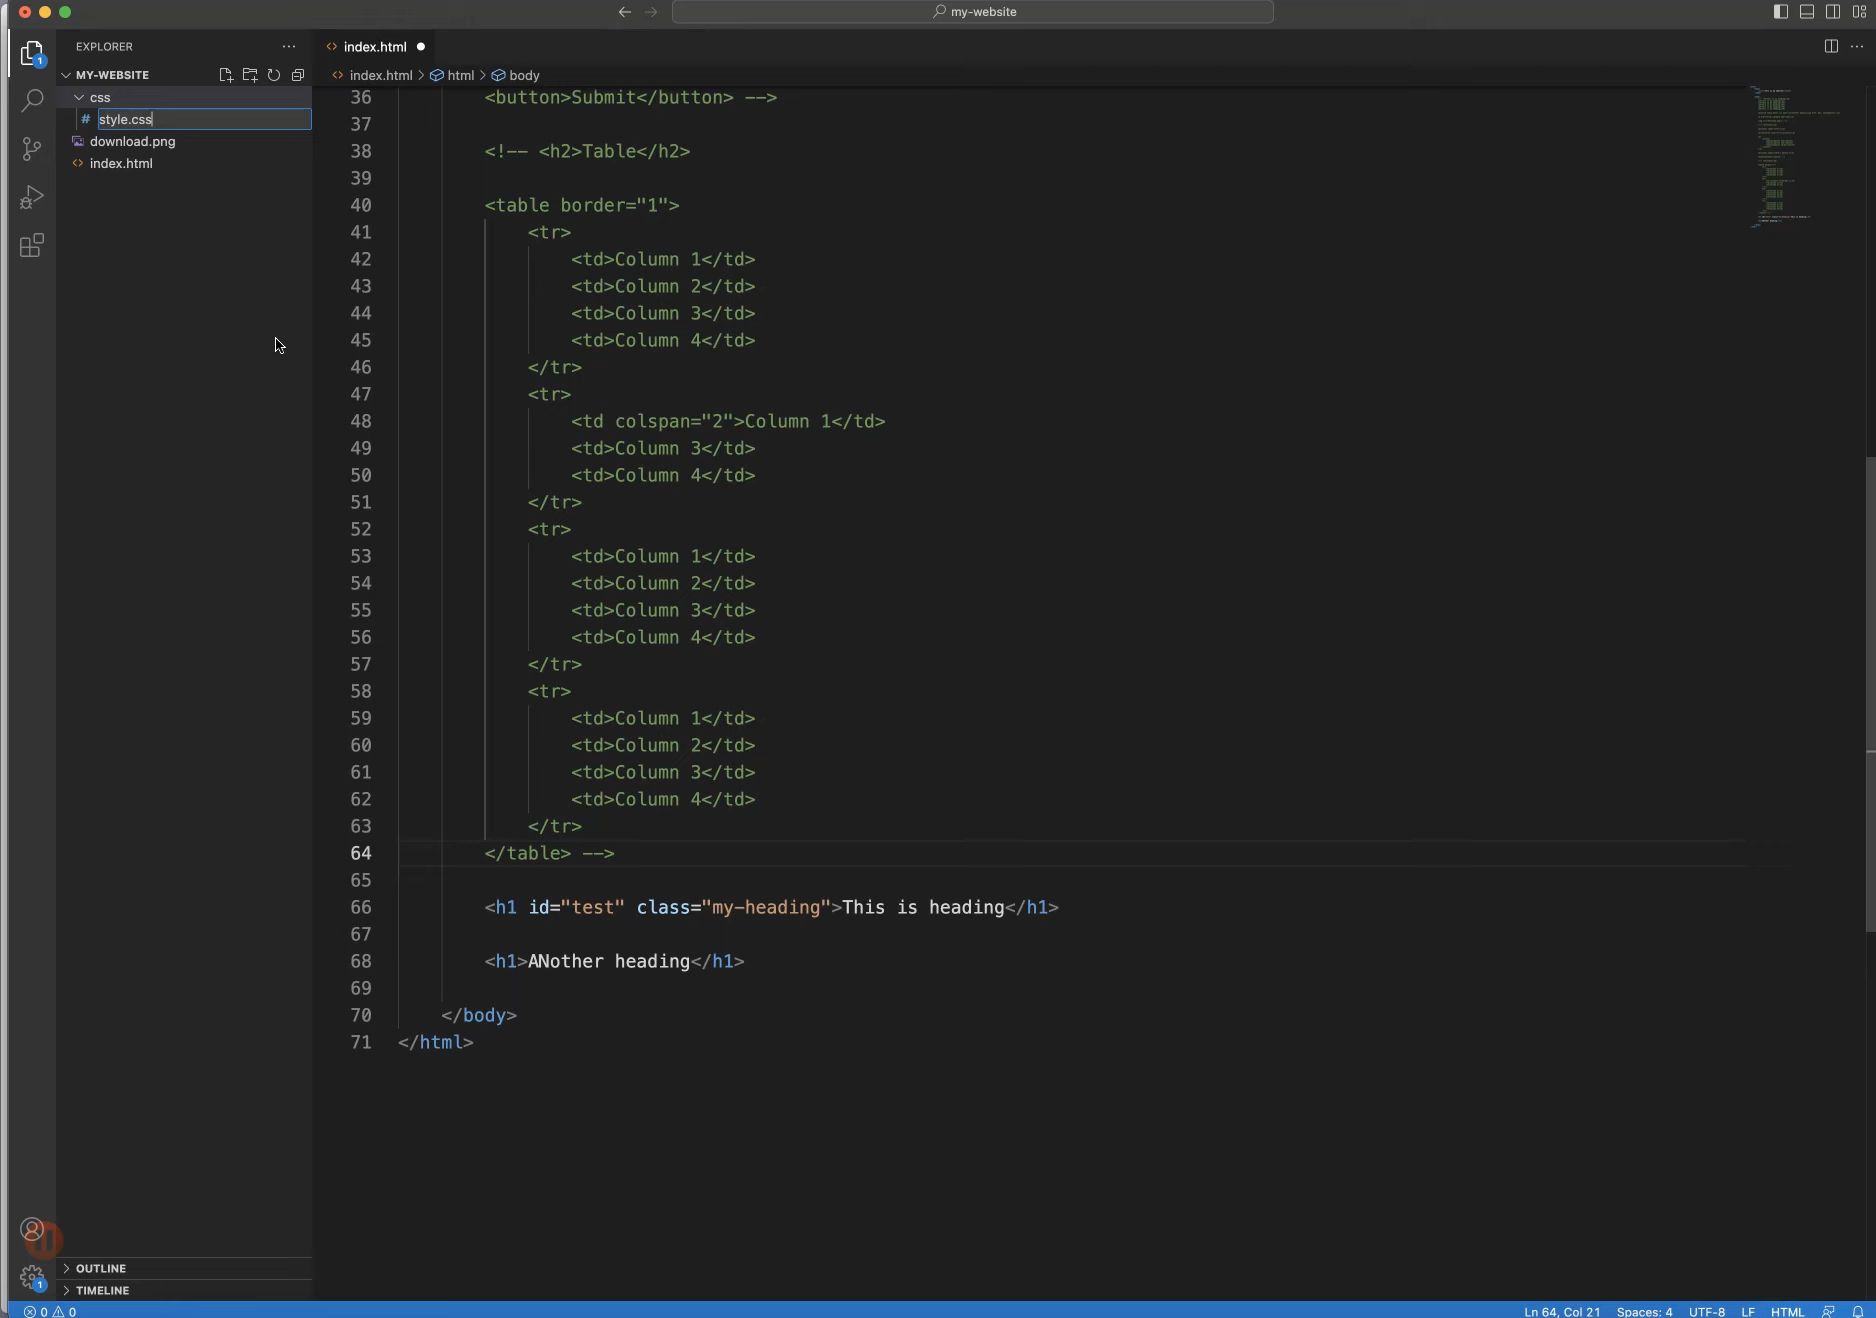 my-website
EXPLORER
index.html
MY-WEBSITE
index.html > html > body
css
style.css
download.png
index.html
36 <button>Submit</button> -->
37
38 <!-- <h2>Table</h2>
39
40 <table border="1">
41 <tr>
42 <td>Column 1</td>
43 <td>Column 2</td>
44 <td>Column 3</td>
45 <td>Column 4</td>
46 </tr>
47 <tr>
48 <td colspan="2">Column 1</td>
49 <td>Column 3</td>
50 <td>Column 4</td>
51 </tr>
52 <tr>
53 <td>Column 1</td>
54 <td>Column 2</td>
55 <td>Column 3</td>
56 <td>Column 4</td>
57 </tr>
58 <tr>
59 <td>Column 1</td>
60 <td>Column 2</td>
61 <td>Column 3</td>
62 <td>Column 4</td>
63 </tr>
64 </table> -->
65
66 <h1 id="test" class="my-heading">This is heading</h1>
67
68 <h1>ANother heading</h1>
69
70 </body>
71 </html>
1
OUTLINE
1
TIMELINE
0 0
Ln 64, Col 21 Spaces: 4 UTF-8 LF HTML